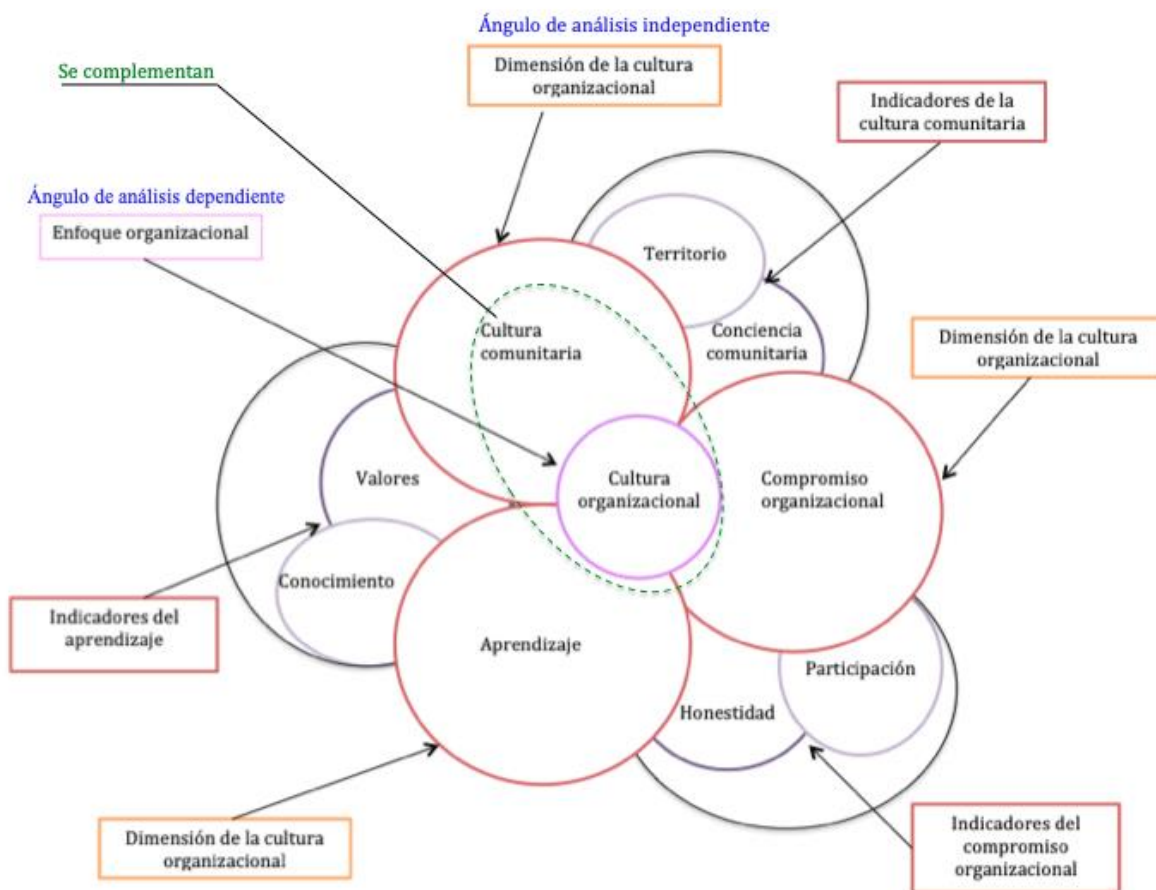 Ángulo de análisis independiente
Dimensión de la cultura
organizacional
Se complementan
Indicadores de la
cultura comunitaria
Ángulo de análisis dependiente
Enfoque organizacional
Territorio
Cultura
comunitaria
Conciencia
comunitaria
Dimensión de la cultura
organizacional
Valores
Cultura
organizacional
Compromiso
organizacional
Conocimiento
Indicadores del
aprendizaje
Aprendizaje
Participación
Honestidad
Dimensión de la cultura
organizacional
Indicadores del
compromiso
organizacional